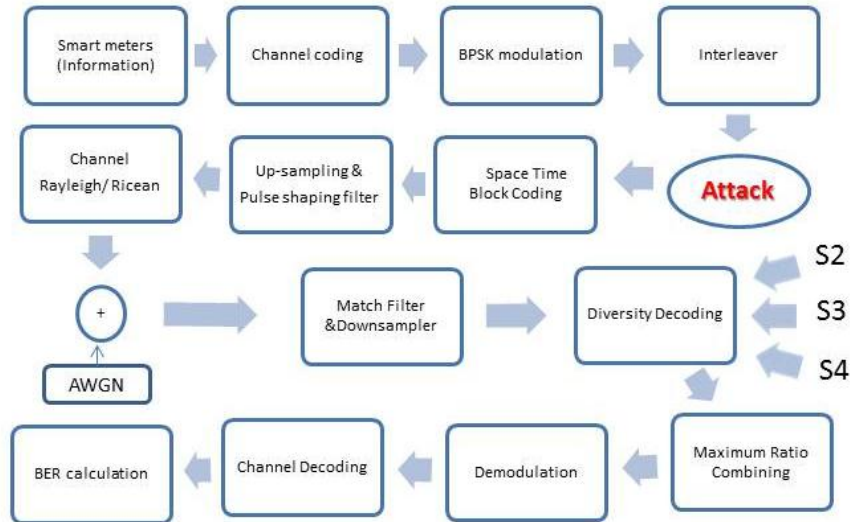 Smart meters
(Information)
Channel coding
BPSK modulation
Interleaver
Attack
Space Time
Block Coding
Up-sampling &
Pulse shaping filter
Channel
Rayleigh/ Ricean
+
AWGN
Match Filter
&Downsampler
Diversity Decoding
S2
S3
S4
Maximum Ratio
Combining
Demodulation
Channel Decoding
BER calculation